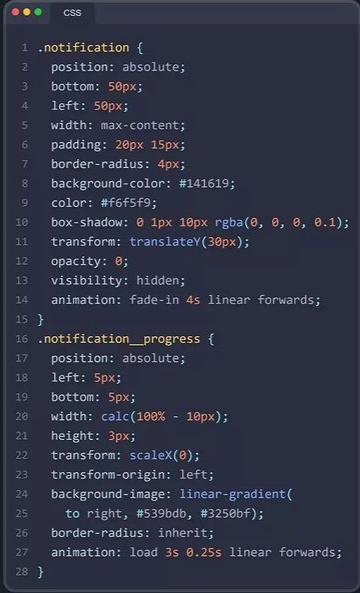 CSS
1 .notification {
2 position: absolute;
3 bottom: 50px;
4 left: 50px;
5 width: max-content;
6 padding: 20px 15px;
7 border-radius: 4px;
8 background-color: #141619;
9 color: #f6f5f9;
10 box-shadow: 0 1px 10px rgba(0, 0, 0, 0.1);
11 transform: translateY(30px);
12 opacity: 0;
13 visibility: hidden;
14 animation: fade-in 4s linear forwards;
15 }
16 .notification__progress {
17 position: absolute;
18 left: 5px;
19 bottom: 5px;
20 width: calc(100% - 10px);
21 height: 3px;
22 transform: scaleX(0);
23 transform-origin: left;
24 background-image: linear-gradient(
25 to right, #539bdb, #3250bf);
26 border-radius: inherit;
27 animation: load 3s 0.25s linear forwards;
28 }